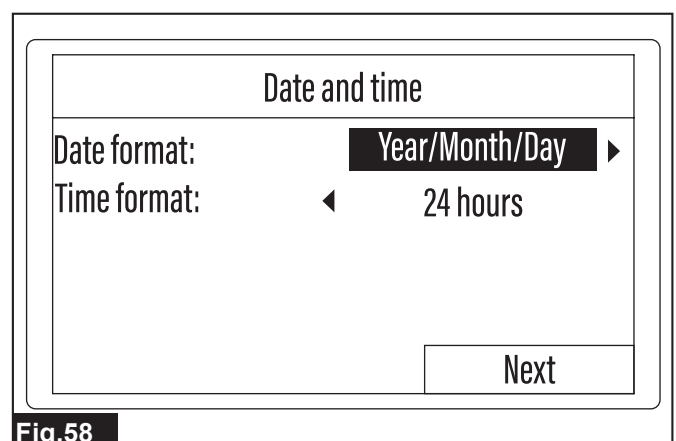 Date and time
Date format: Year/Month/Day
Time format: 24 hours
Next
Fig.58